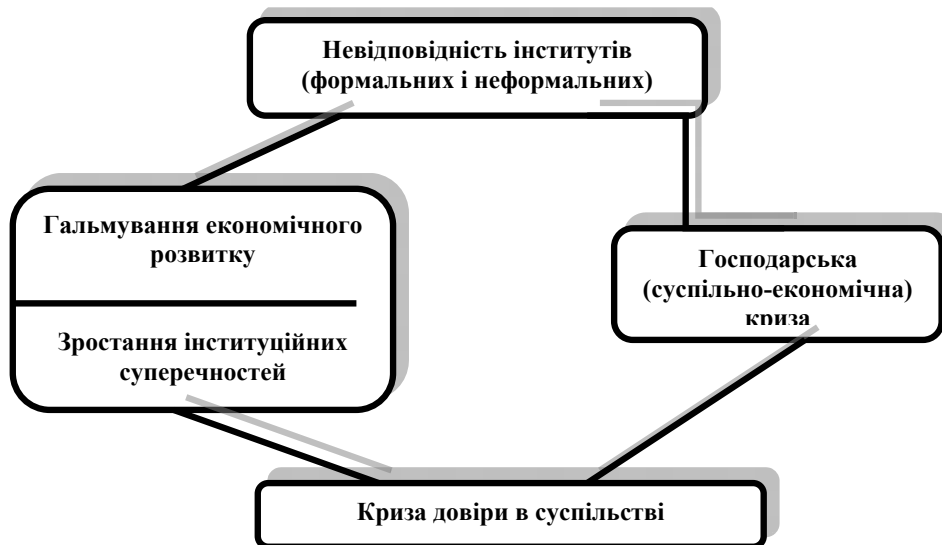 Невідповідність інститутів
(формальних і неформальних)
Гальмування економічного
розвитку
Зростання інституційних
суперечностей
Господарська
(суспільно-економічна)
криза
Криза довіри в суспільстві